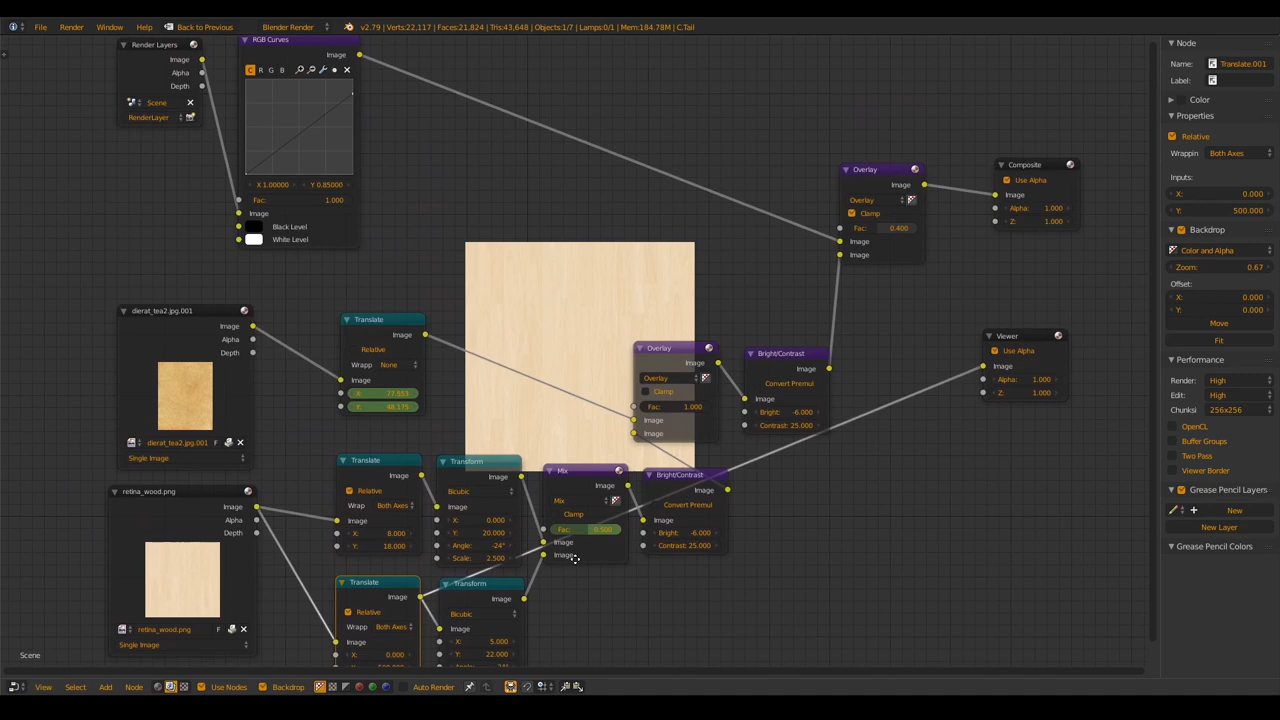 File Render Window Help Back to Previous Blender Render v2.79 | Verts:22,117 | Faces:21,824 | Tris:43,648 | Objects:1/7 | Lamps:0/1 | Mem:184.78M | C.Tail
Render Layers
Image
Alpha
Depth
Scene
RenderLayer
RGB Curves
Image
C R G B
X 1.00000 Y 0.85000
Fac: 1.000
Image
Black Level
White Level
Overlay
Image
Overlay
Clamp
Fac: 0.400
Image
Image
Composite
Use Alpha
Image
Alpha: 1.000
Z: 1.000
dierat_tea2.jpg.001
Image
Alpha
Depth
dierat_tea2.jpg.001 F
Single Image
Translate
Image
Relative
Wrapp None
Image
X: 77.553
Y: 48.175
Overlay
Image
Overlay
Clamp
Fac: 1.000
Image
Image
Bright/Contrast
Image
Convert Premul
Image
Bright: -6.000
Contrast: 25.000
Viewer
Use Alpha
Image
Alpha: 1.000
Z: 1.000
retina_wood.png
Image
Alpha
Depth
retina_wood.png F
Single Image
Translate
Image
Relative
Wrap Both Axes
Image
X: 8.000
Y: 18.000
Transform
Image
Bicubic
Image
X: 0.000
Y: 20.000
Angle: -24°
Scale: 2.500
Mix
Image
Mix
Clamp
Fac: 0.500
Image
Image
Bright/Contrast
Image
Convert Premul
Image
Bright: -6.000
Contrast: 25.000
Translate
Image
Relative
Wrapp Both Axes
Image
X: 0.000
Transform
Image
Bicubic
Image
X: 5.000
Y: 22.000
Scene
Node
Name: Translate.001
Label:
Color
Properties
Relative
Wrappin Both Axes
Inputs:
X: 0.000
Y: 500.000
Backdrop
Color and Alpha
Zoom: 0.67
Offset:
X: 0.000
Y: 0.000
Move
Fit
Performance
Render: High
Edit: High
Chunksi 256x256
OpenCL
Buffer Groups
Two Pass
Viewer Border
Grease Pencil Layers
New
New Layer
Grease Pencil Colors
View Select Add Node Use Nodes Backdrop Auto Render